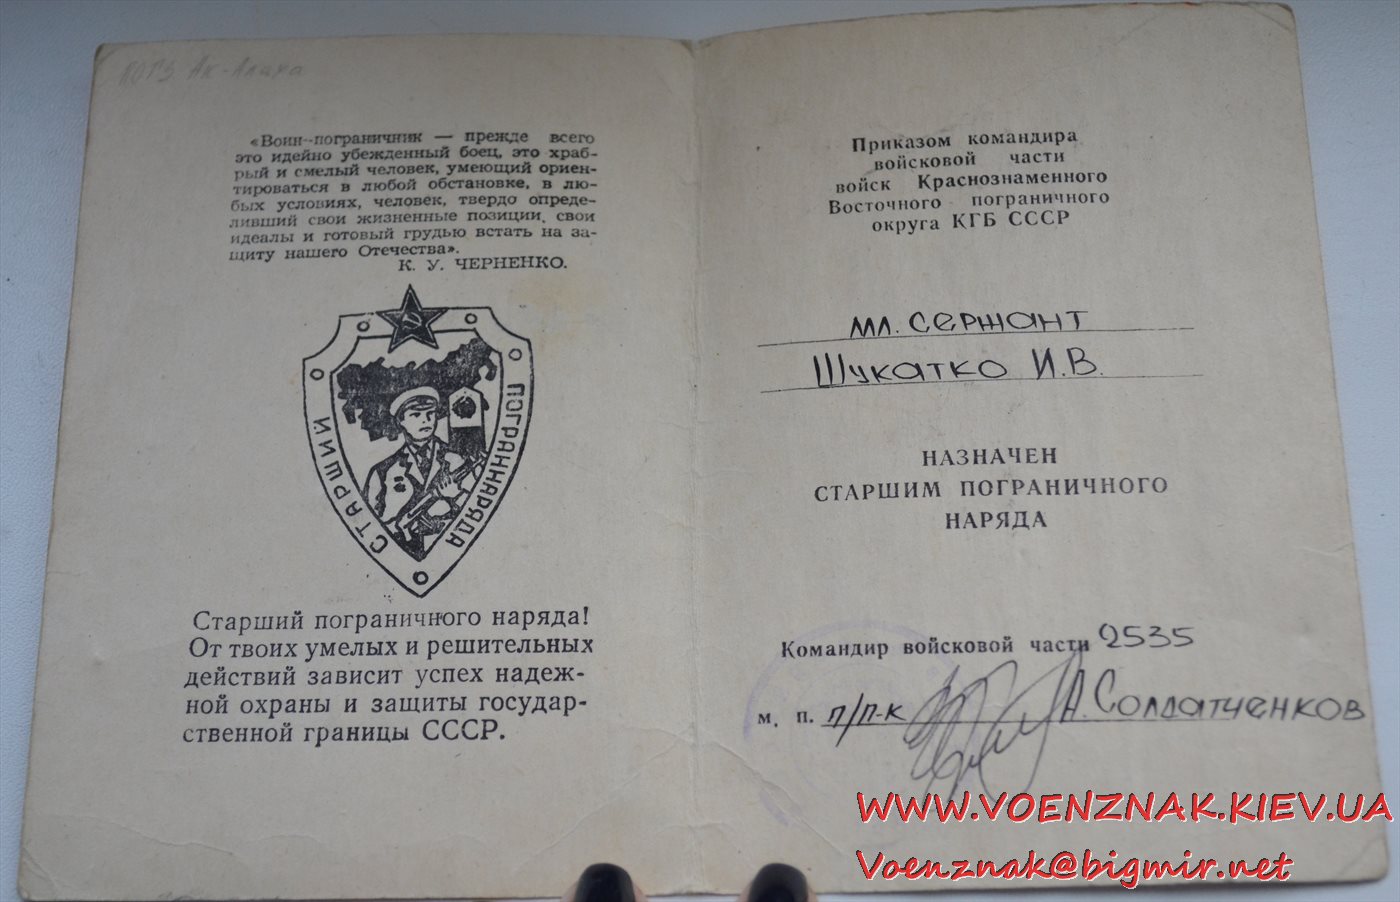 ПОГЗ Ак-Алаха
«Воин-пограничник — прежде всего
это идейно убежденный боец, это храб-
рый и смелый человек, умеющий ориен-
тироваться в любой обстановке, в лю-
бых условиях, человек, твердо опреде-
ливший свои жизненные позиции, свои
идеалы и готовый грудью встать на за-
щиту нашего Отечества».
К. У. ЧЕРНЕНКО.
СТАРШИЙ ПОГРАННАРЯДА
Старший пограничного наряда!
От твоих умелых и решительных
действий зависит успех надеж-
ной охраны и защиты государ-
ственной границы СССР.
Приказом командира
войсковой части
войск Краснознаменного
Восточного пограничного
округа КГБ СССР
мл. сержант
Шукатко И.В.
НАЗНАЧЕН
СТАРШИМ ПОГРАНИЧНОГО
НАРЯДА
Командир войсковой части 2535
м. п. п/п-к А.Солдатченков
WWW.VOENZNAK.KIEV.UA
Voenznak@bigmir.net